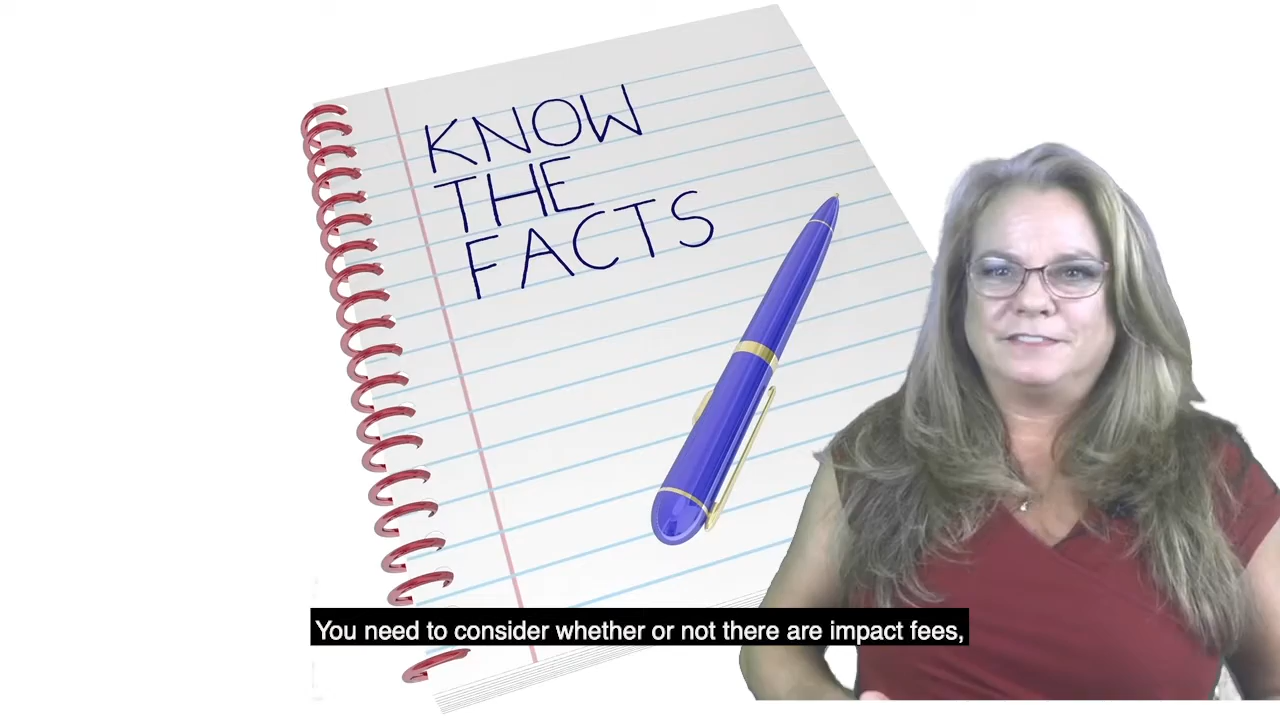 KNOW
THE
FACTS
You need to consider whether or not there are impact fees,